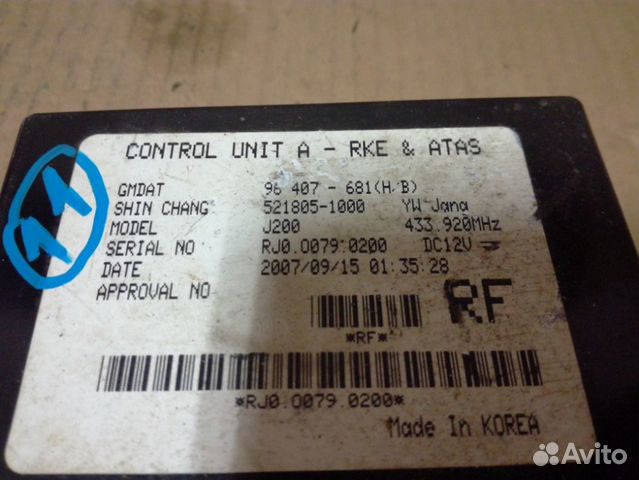 CONTROL UNIT A - RKE & ATAS
11
GMDAT 96 407 - 681(H/B)
SHIN CHANG 521805-1000 YW Jang
MODEL J200 433.920MHz
SERIAL NO RJ0.0079.0200 DC12V
DATE 2007/09/15 01:35:28
APPROVAL NO
RF
*RF*
*RJ0.0079.0200*
Made In KOREA
Avito